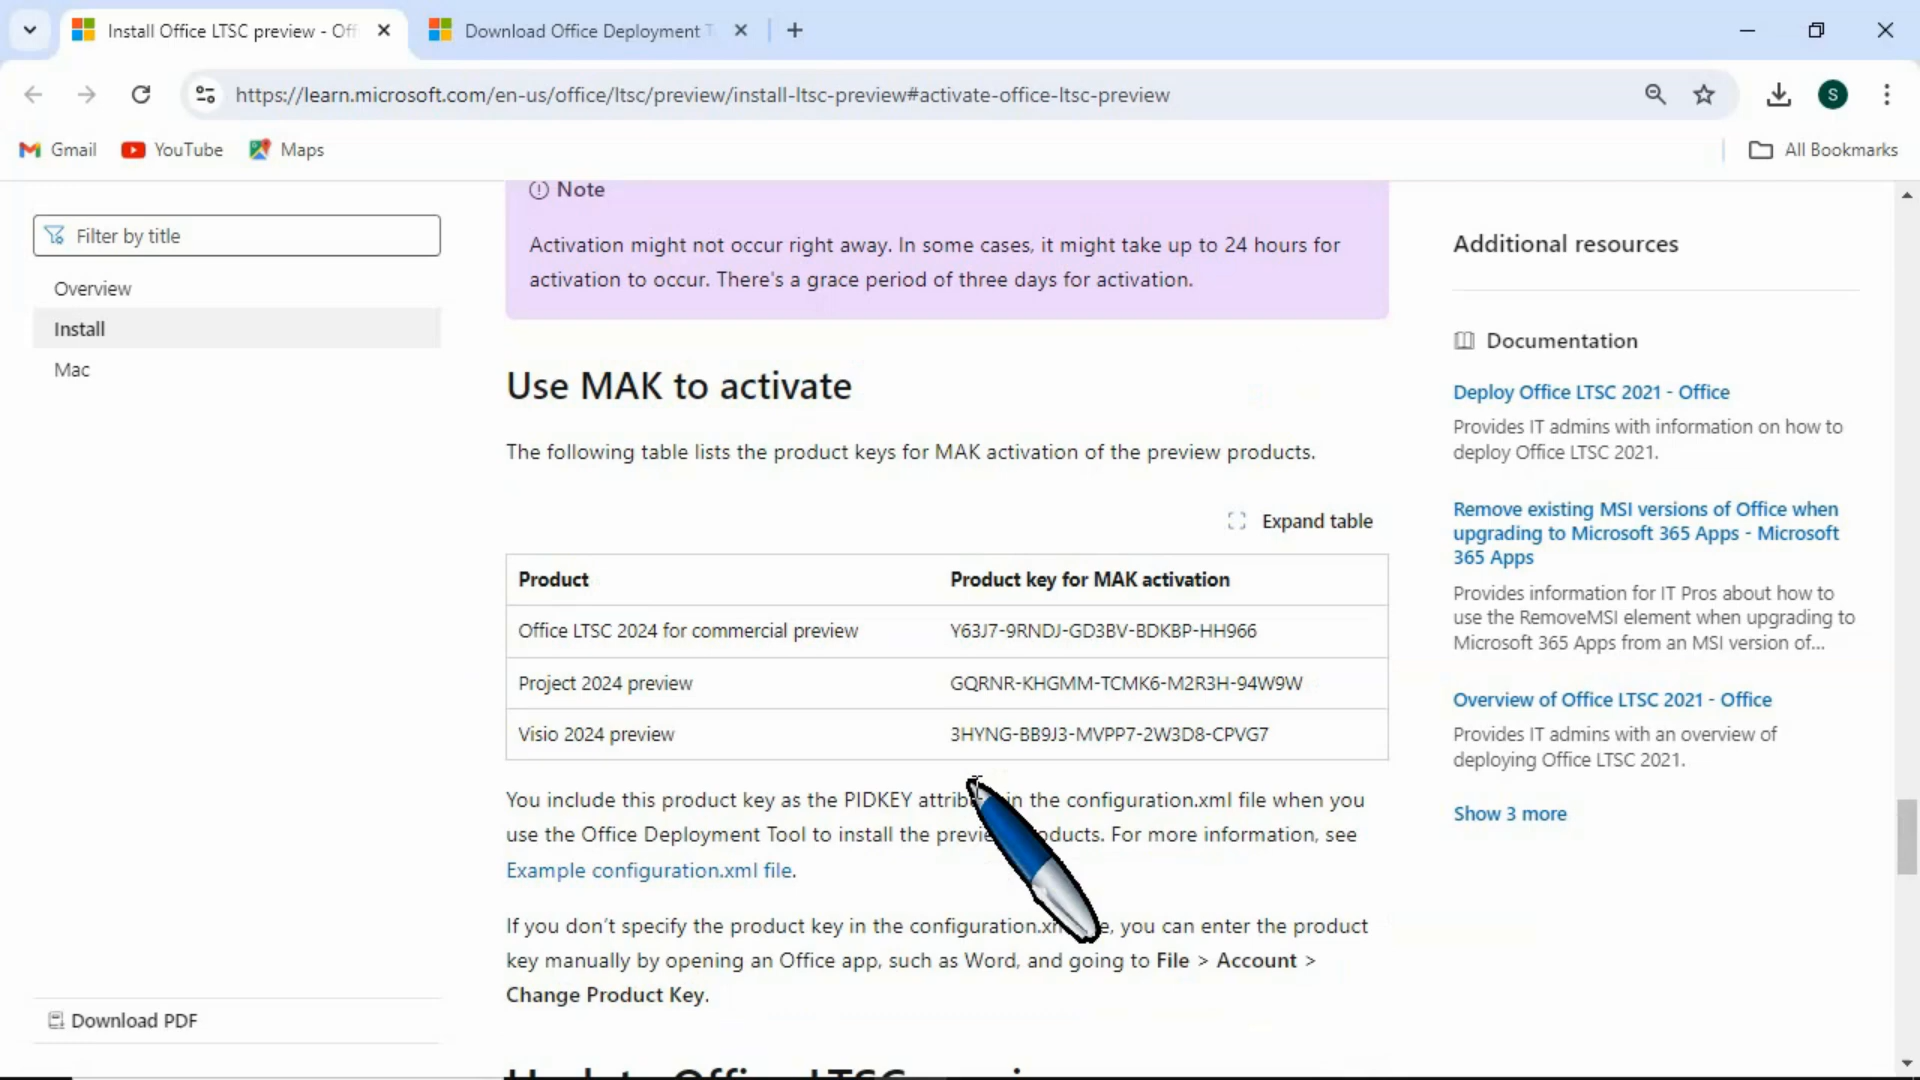 Install Office LTSC preview - Off
Download Office Deployment T
https://learn.microsoft.com/en-us/office/ltsc/preview/install-ltsc-preview#activate-office-ltsc-preview
S
Gmail
YouTube
Maps
All Bookmarks
Filter by title
Overview
Install
Mac
Download PDF
Note
Activation might not occur right away. In some cases, it might take up to 24 hours for
activation to occur. There's a grace period of three days for activation.
Use MAK to activate
The following table lists the product keys for MAK activation of the preview products.
Expand table
Product Product key for MAK activation
Office LTSC 2024 for commercial preview Y63J7-9RNDJ-GD3BV-BDKBP-HH966
Project 2024 preview GQRNR-KHGMM-TCMK6-M2R3H-94W9W
Visio 2024 preview 3HYNG-BB9J3-MVPP7-2W3D8-CPVG7
You include this product key as the PIDKEY in the configuration.xml file when you
use the Office Deployment Tool to install the For more information, see
Example configuration.xml file.
If you don't specify the product key in the you can enter the product
key manually by opening an Office app, such as Word, and going to File > Account >
Change Product Key.
Additional resources
Documentation
Deploy Office LTSC 2021 - Office
Provides IT admins with information on how to
deploy Office LTSC 2021.
Remove existing MSI versions of Office when
upgrading to Microsoft 365 Apps - Microsoft
365 Apps
Provides information for IT Pros about how to
use the RemoveMSI element when upgrading to
Microsoft 365 Apps from an MSI version of...
Overview of Office LTSC 2021 - Office
Provides IT admins with an overview of
deploying Office LTSC 2021.
Show 3 more